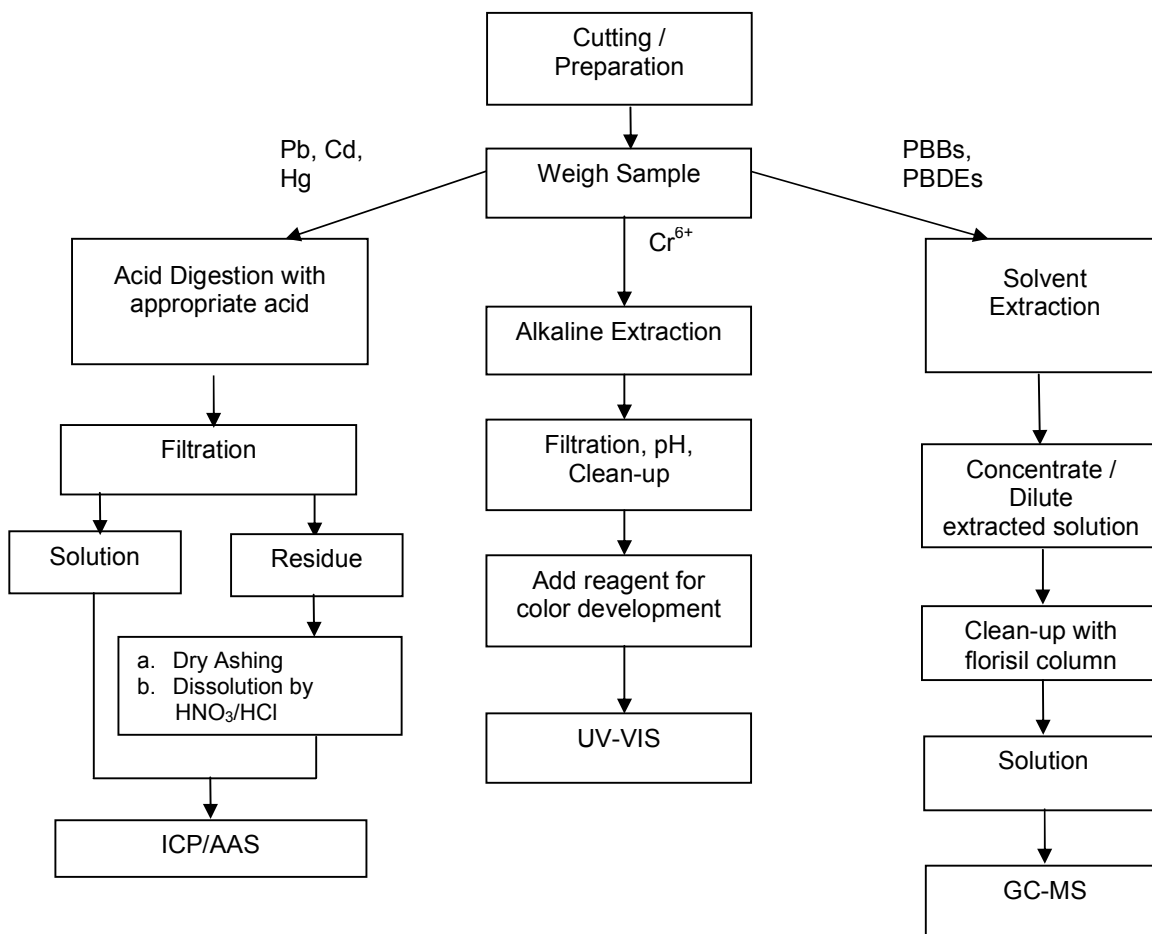 Cutting /
Preparation
Weigh Sample
Pb, Cd,
Hg
Acid Digestion with
appropriate acid
Filtration
Solution
Residue
a. Dry Ashing
b. Dissolution by
HNO₃/HCl
ICP/AAS
Cr⁶⁺
Alkaline Extraction
Filtration, pH,
Clean-up
Add reagent for
color development
UV-VIS
PBBs,
PBDEs
Solvent
Extraction
Concentrate /
Dilute
extracted solution
Clean-up with
florisil column
Solution
GC-MS